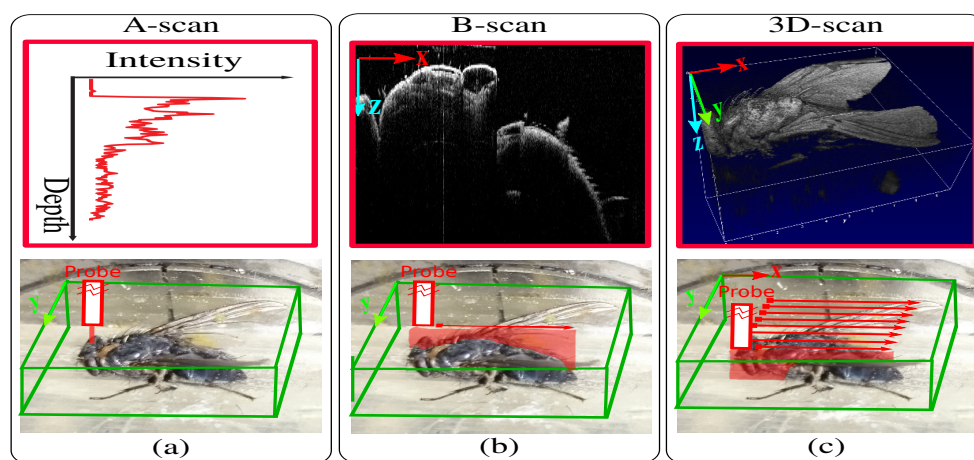 A-scan
Intensity
Depth
Probe
y
(a)
B-scan
x
z
Probe
y
(b)
3D-scan
x
y
z
x
Probe
y
(c)